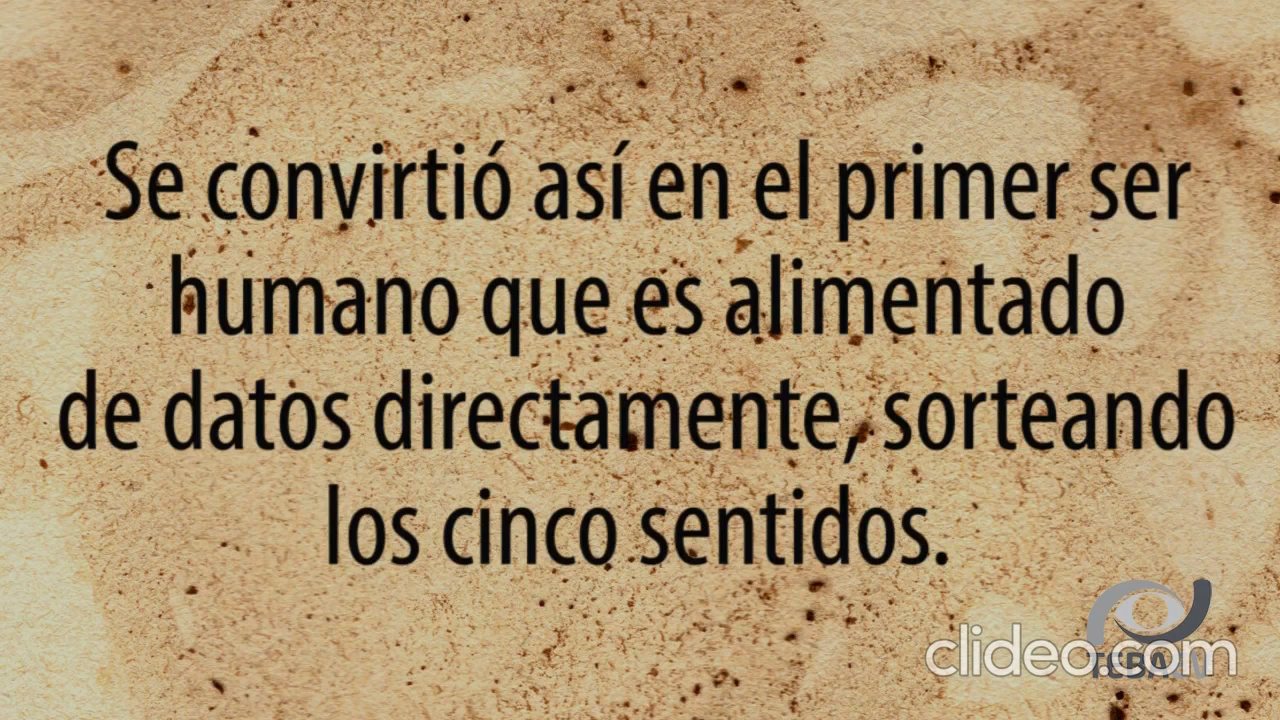 Se convirtió así en el primer ser
humano que es alimentado
de datos directamente, sorteando
los cinco sentidos.
clideo.com